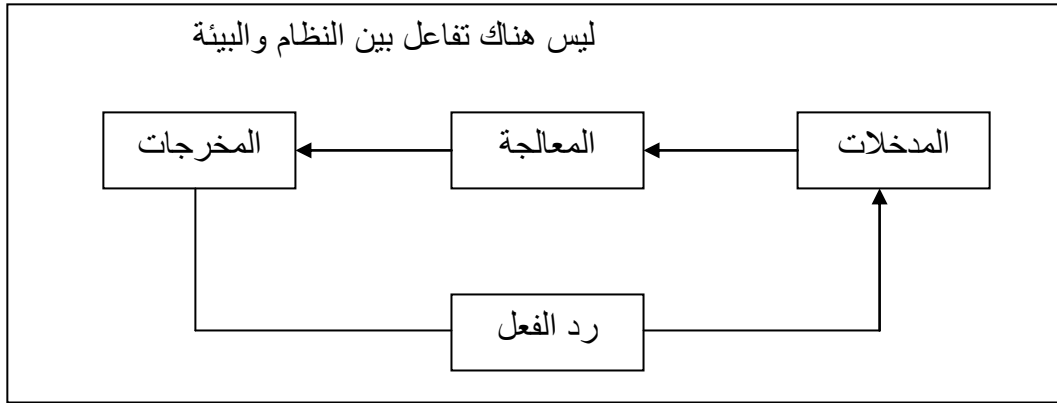 ليس هناك تفاعل بين النظام والبيئة
المدخلات
المعالجة
المخرجات
رد الفعل